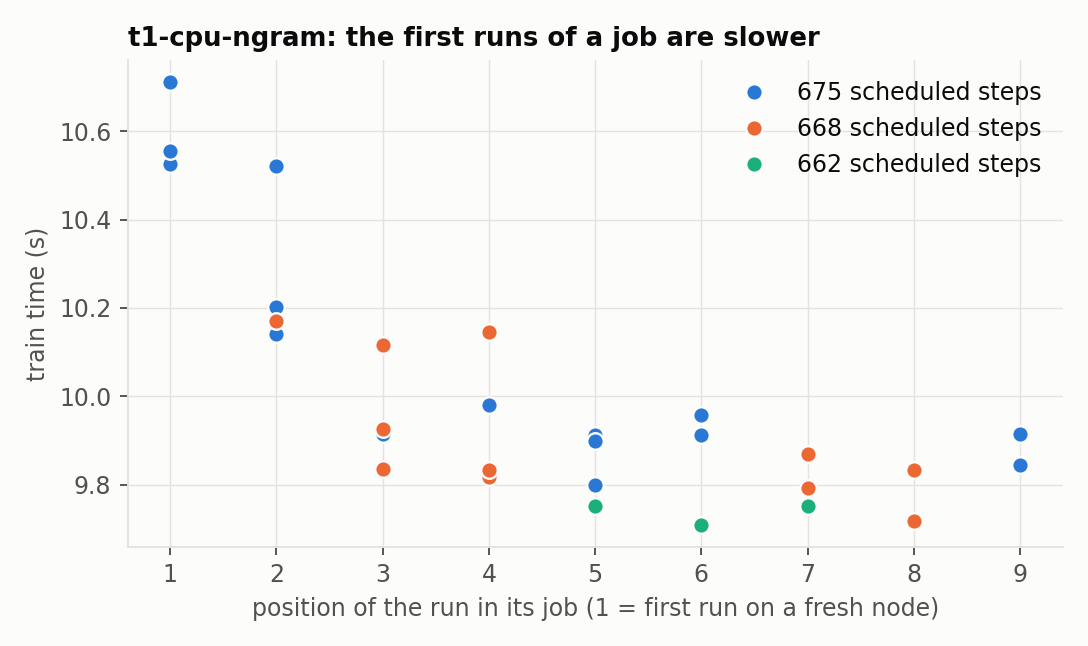 t1-cpu-ngram: the first runs of a job are slower
675 scheduled steps
668 scheduled steps
662 scheduled steps
train time (s)
10.6
10.4
10.2
10.0
9.8
1 2 3 4 5 6 7 8 9
position of the run in its job (1 = first run on a fresh node)